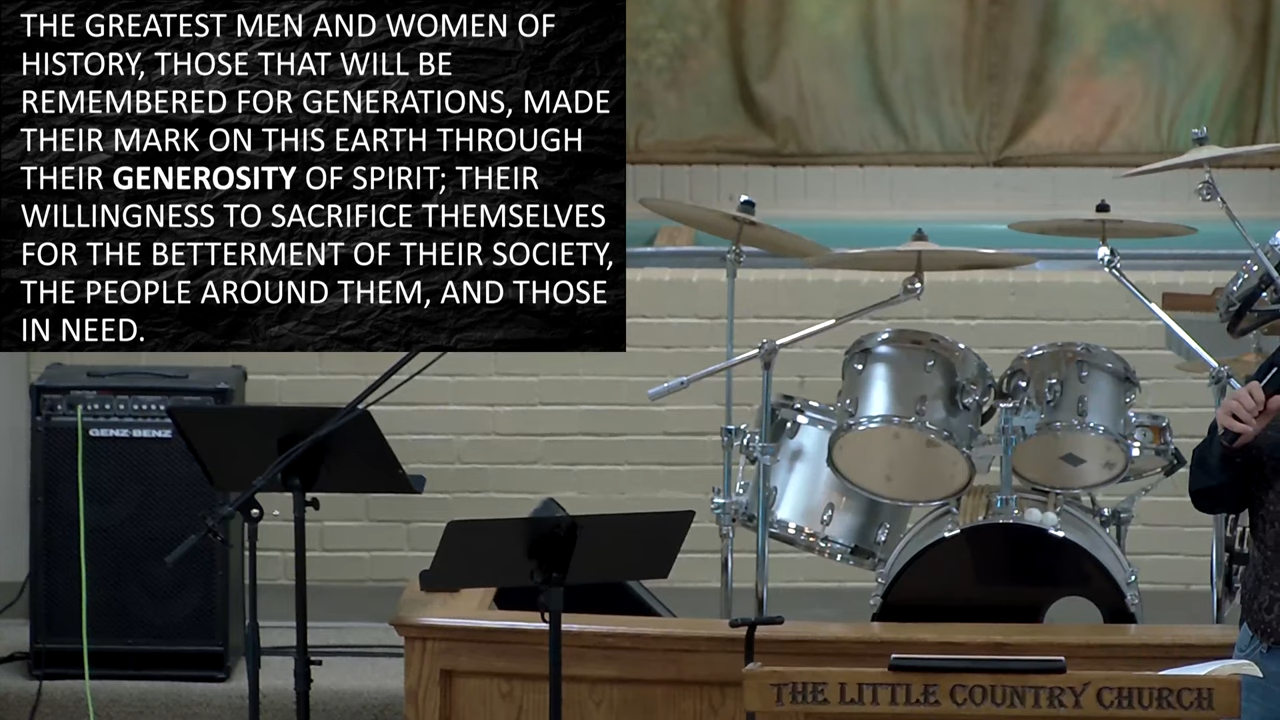 THE GREATEST MEN AND WOMEN OF
HISTORY, THOSE THAT WILL BE
REMEMBERED FOR GENERATIONS, MADE
THEIR MARK ON THIS EARTH THROUGH
THEIR GENEROSITY OF SPIRIT; THEIR
WILLINGNESS TO SACRIFICE THEMSELVES
FOR THE BETTERMENT OF THEIR SOCIETY,
THE PEOPLE AROUND THEM, AND THOSE
IN NEED.
GENZ·BENZ
THE LITTLE COUNTRY CHURCH